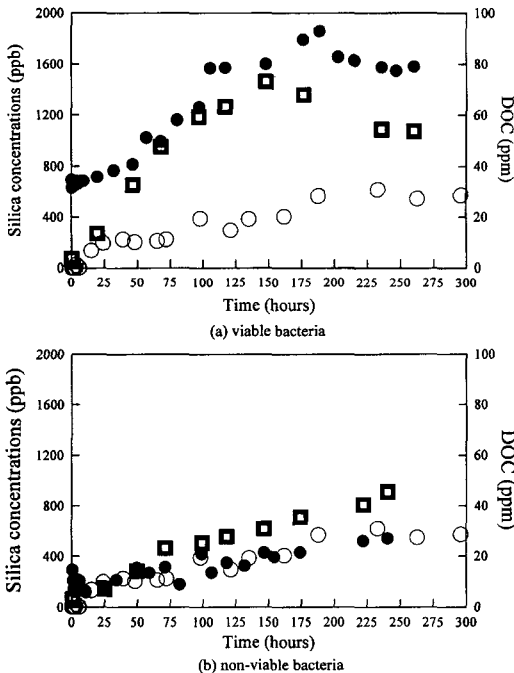 2000
1600
1200
800
400
0
Silica concentrations (ppb)
100
80
60
40
20
0
DOC (ppm)
0 25 50 75 100 125 150 175 200 225 250 275 300
Time (hours)
(a) viable bacteria
2000
1600
1200
800
400
0
Silica concentrations (ppb)
100
80
60
40
20
0
DOC (ppm)
0 25 50 75 100 125 150 175 200 225 250 275 300
Time (hours)
(b) non-viable bacteria